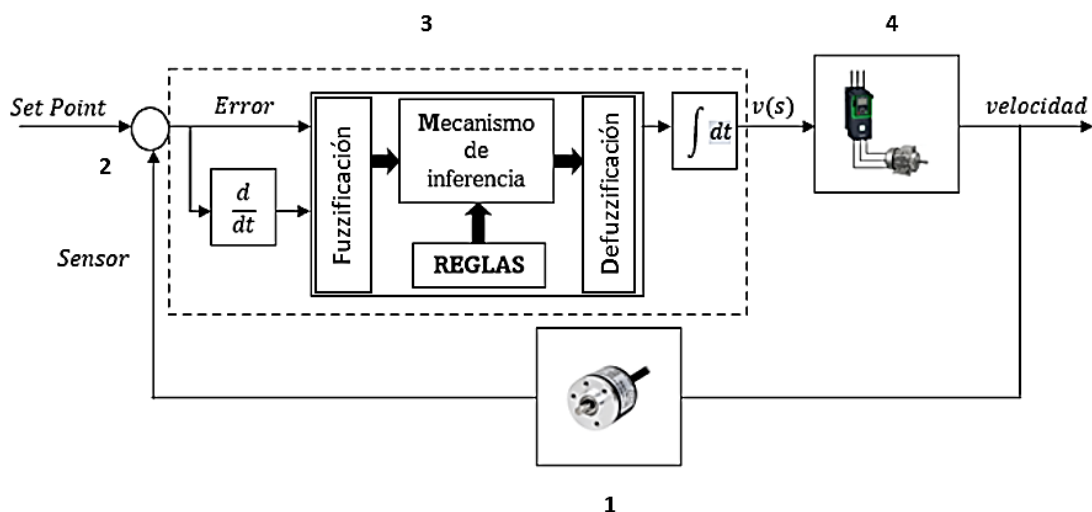 3
4
Set Point
Error
Fuzzificación
Mecanismo
de
inferencia
REGLAS
Defuzzificación
∫ dt
v(s)
velocidad
2
d
dt
Sensor
1